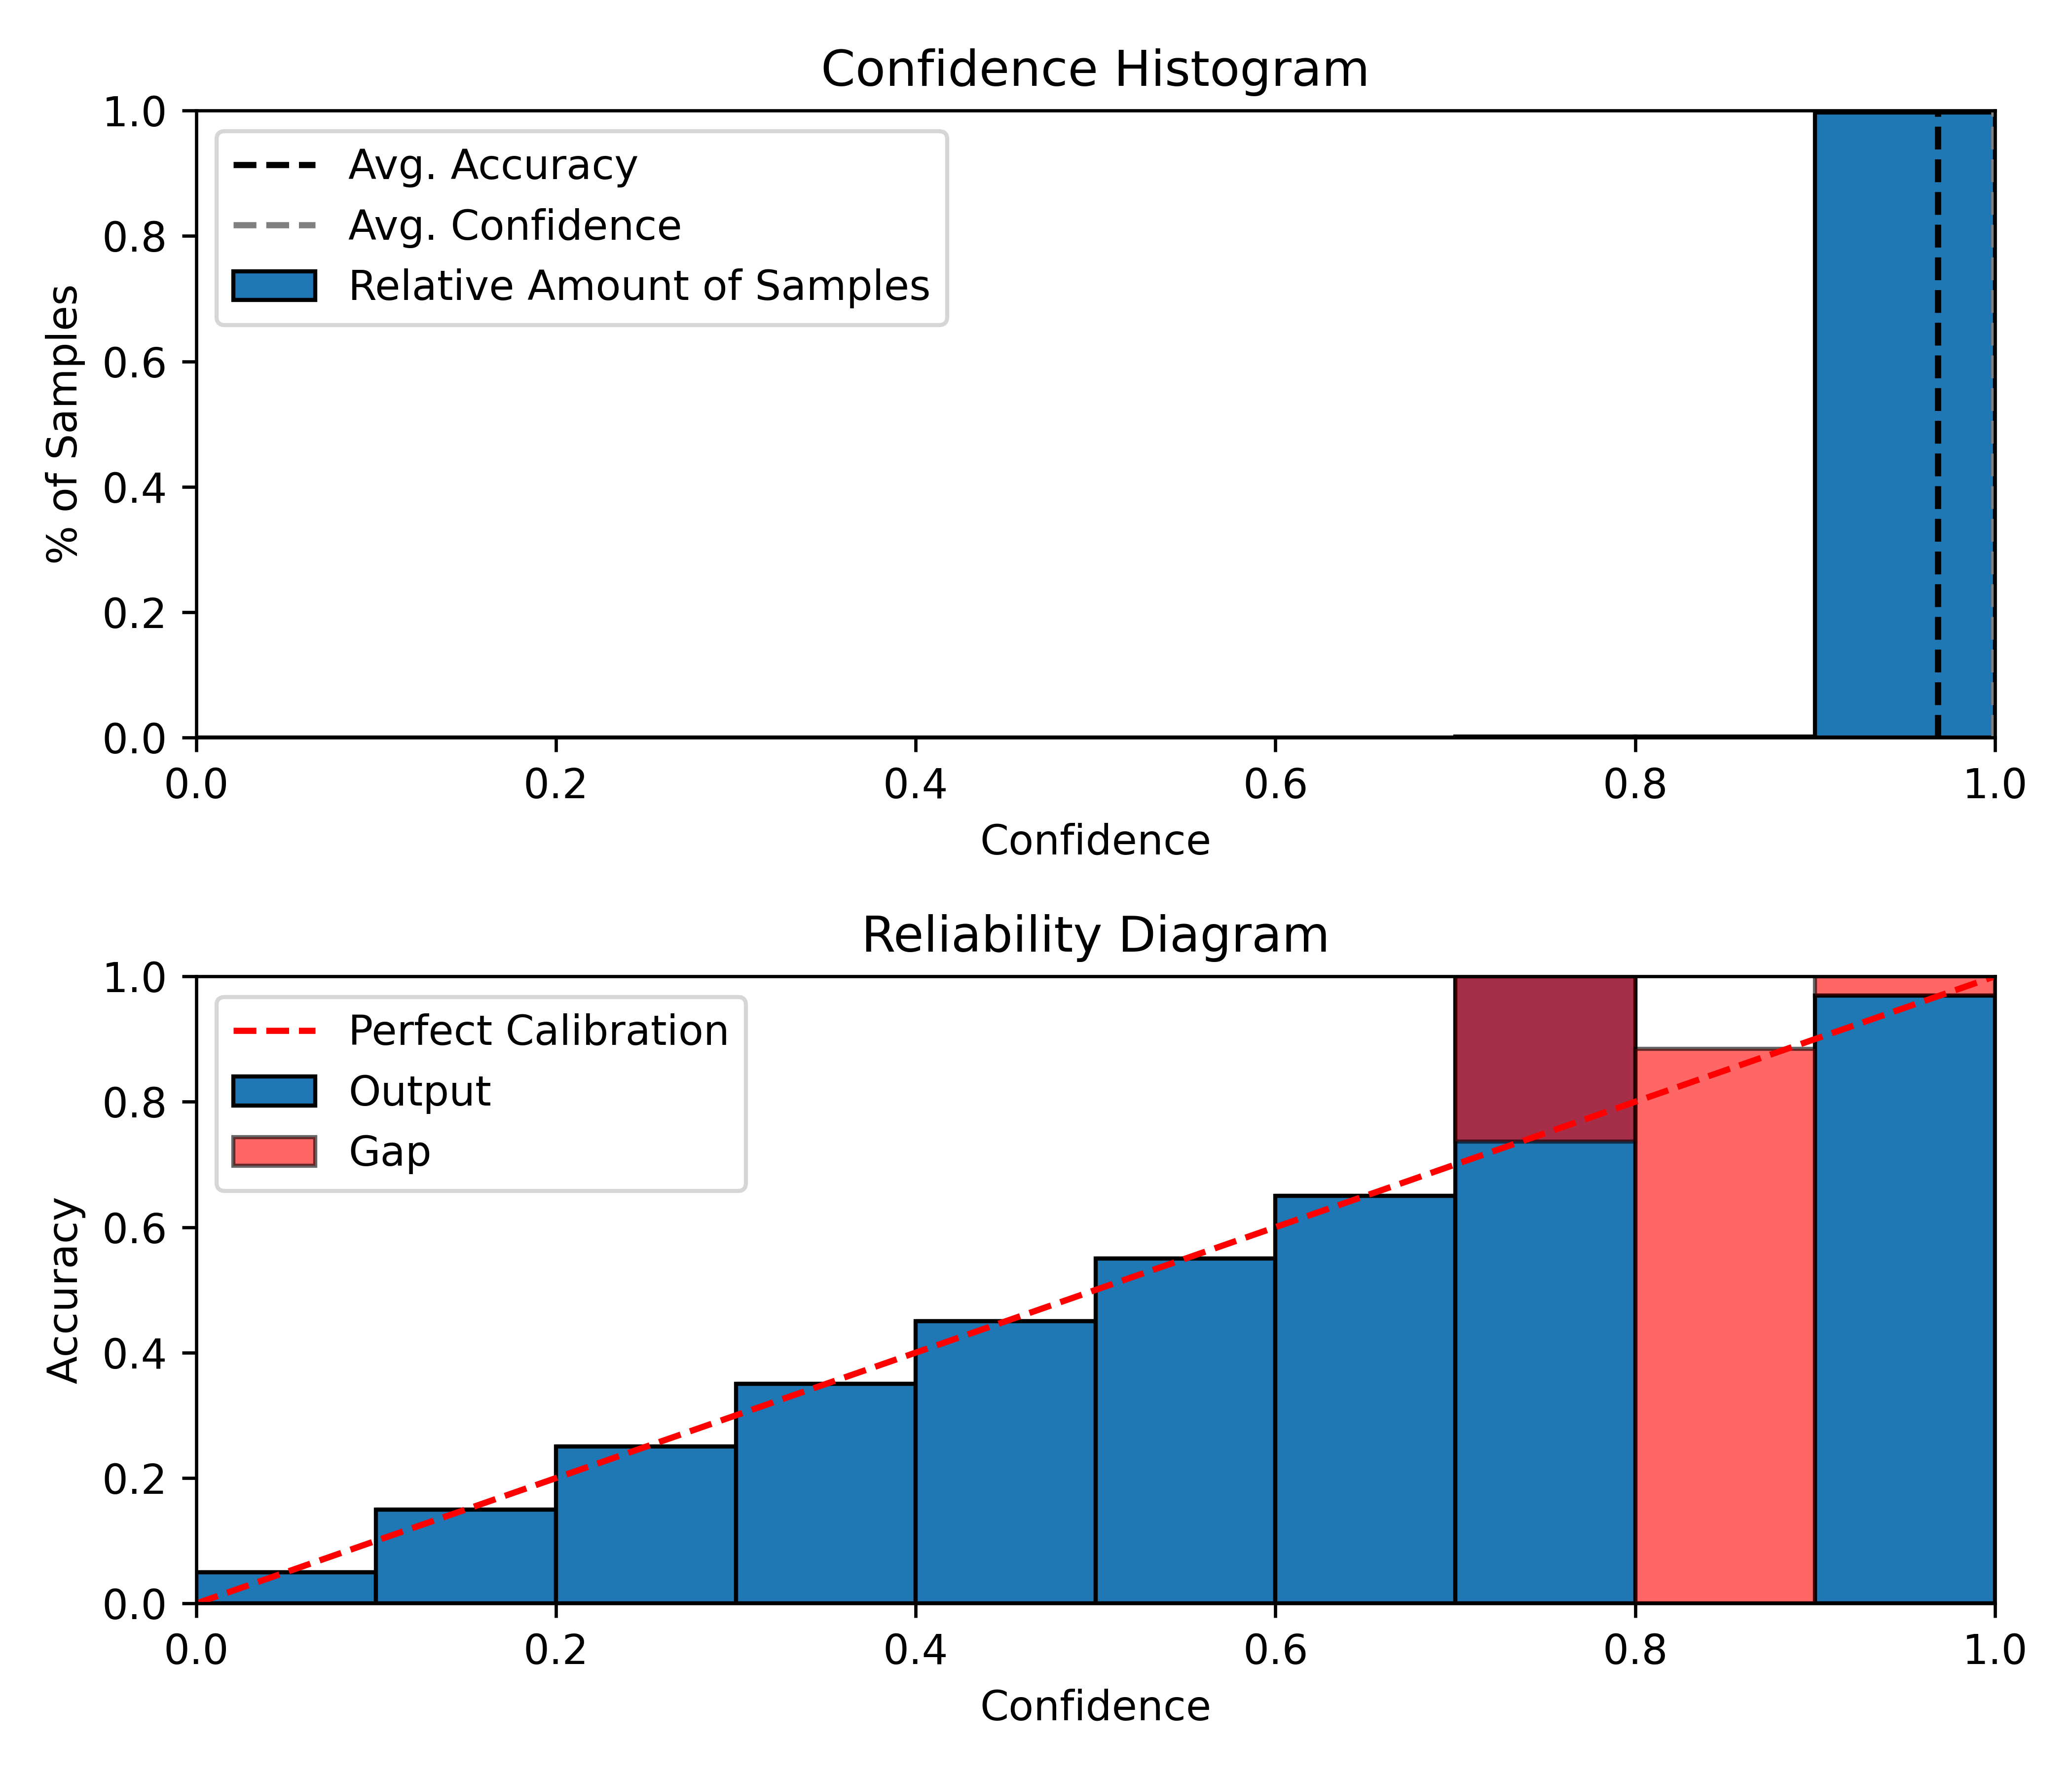 Confidence Histogram
1.0
0.8
0.6
0.4
0.2
0.0
% of Samples
Avg. Accuracy
Avg. Confidence
Relative Amount of Samples
0.0 0.2 0.4 0.6 0.8 1.0
Confidence
Reliability Diagram
1.0
0.8
0.6
0.4
0.2
0.0
Accuracy
Perfect Calibration
Output
Gap
0.0 0.2 0.4 0.6 0.8 1.0
Confidence